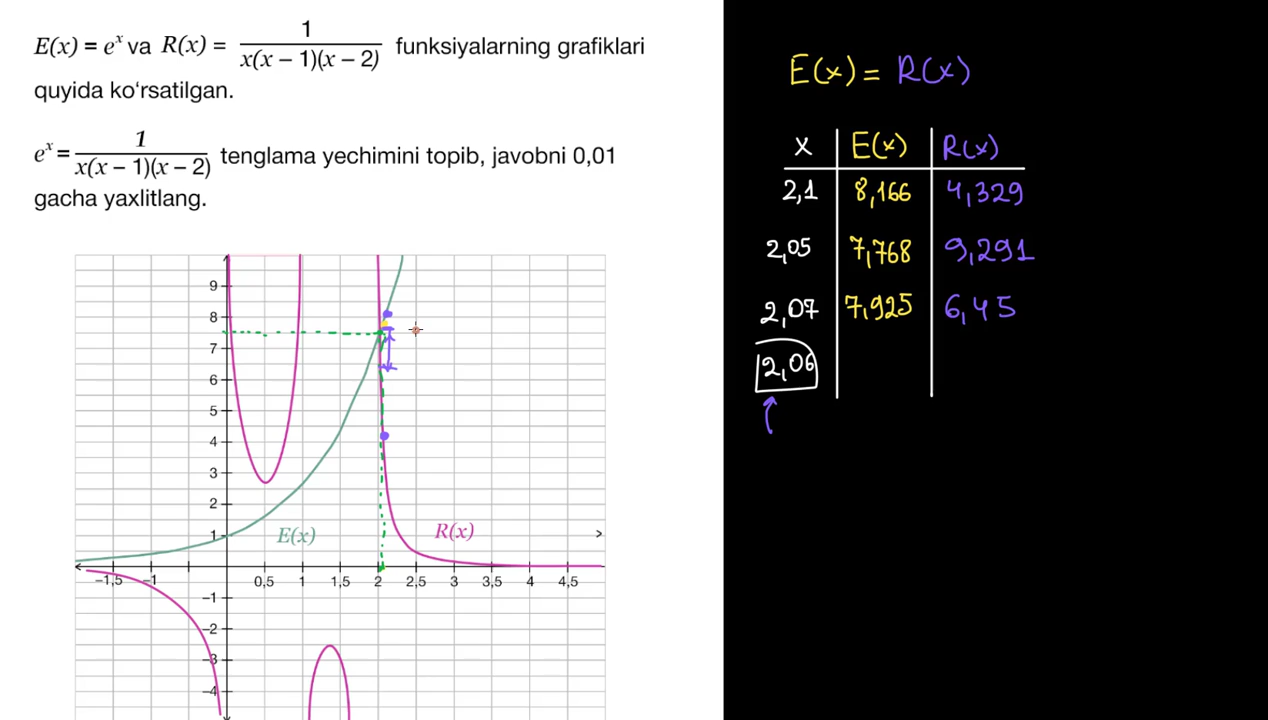 E(x) = eˣ va R(x) = 1/(x(x – 1)(x – 2)) funksiyalarning grafiklari
quyida ko‘rsatilgan.
eˣ = 1/(x(x – 1)(x – 2)) tenglama yechimini topib, javobni 0,01
gacha yaxlitlang.
9
8
7
6
5
4
3
2
1
–1
–2
–3
–4
–1,5 –1 0,5 1 1,5 2 2,5 3 3,5 4 4,5
E(x) R(x)
E(x) = R(x)
x E(x) R(x)
2,1 8,166 4,329
2,05 7,768 9,291
2,07 7,925 6,45
2,06